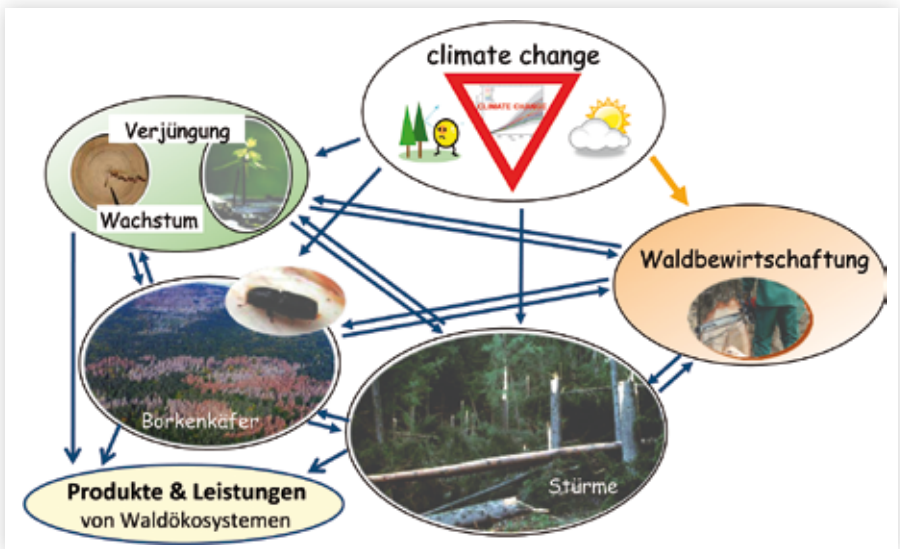 climate change
CLIMATE CHANGE
Verjüngung
Wachstum
Waldbewirtschaftung
Borkenkäfer
Stürme
Produkte & Leistungen
von Waldökosystemen